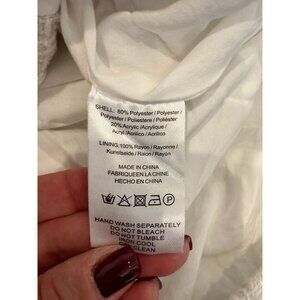 SHELL: 80% Polyester / Polyester /
Polyester / Poliestere / Poliéster
20% Acrylic /Acrylique /
Acryl /Acrilico / Acrílico
LINING:100% Rayon / Rayonne /
Kunstseide / Raion / Rayón
MADE IN CHINA
FABRIQUE EN LA CHINE
HECHO EN CHINA
P
HAND WASH SEPARATELY
DO NOT BLEACH
DO NOT TUMBLE
IRON COOL
CLEAN